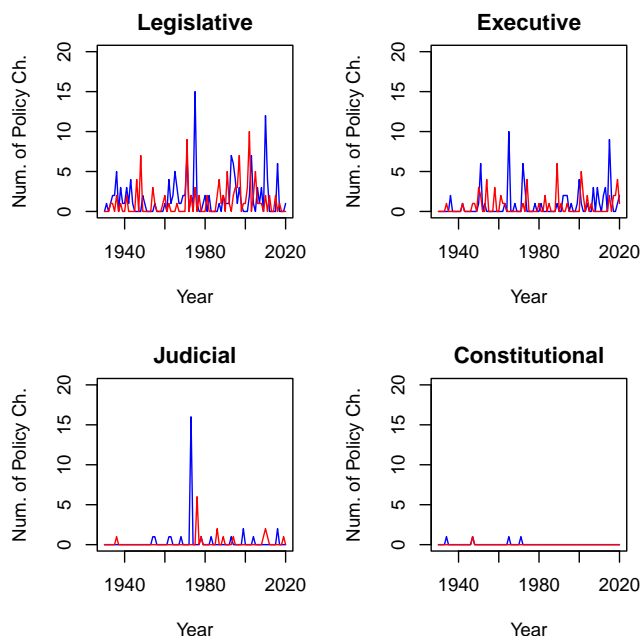 Legislative
Num. of Policy Ch.
20
15
10
5
0
1940
1980
2020
Year
Executive
Num. of Policy Ch.
20
15
10
5
0
1940
1980
2020
Year
Judicial
Num. of Policy Ch.
20
15
10
5
0
1940
1980
2020
Year
Constitutional
Num. of Policy Ch.
20
15
10
5
0
1940
1980
2020
Year